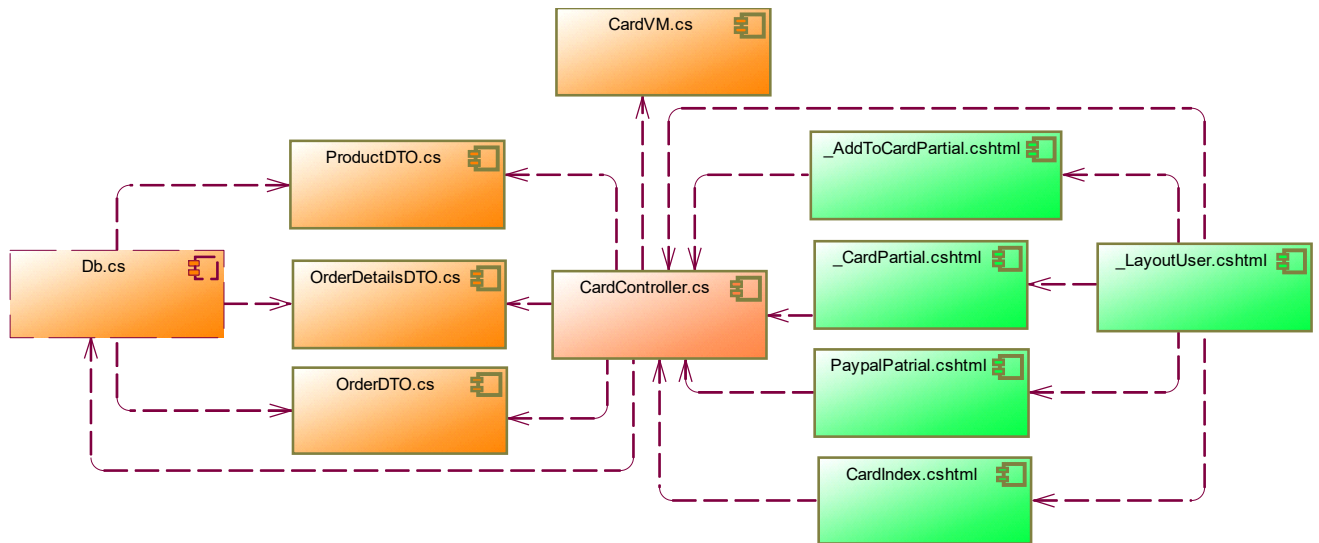 CardVM.cs
ProductDTO.cs
_AddToCardPartial.cshtml
Db.cs
OrderDetailsDTO.cs
CardController.cs
_CardPartial.cshtml
_LayoutUser.cshtml
OrderDTO.cs
PaypalPatrial.cshtml
CardIndex.cshtml